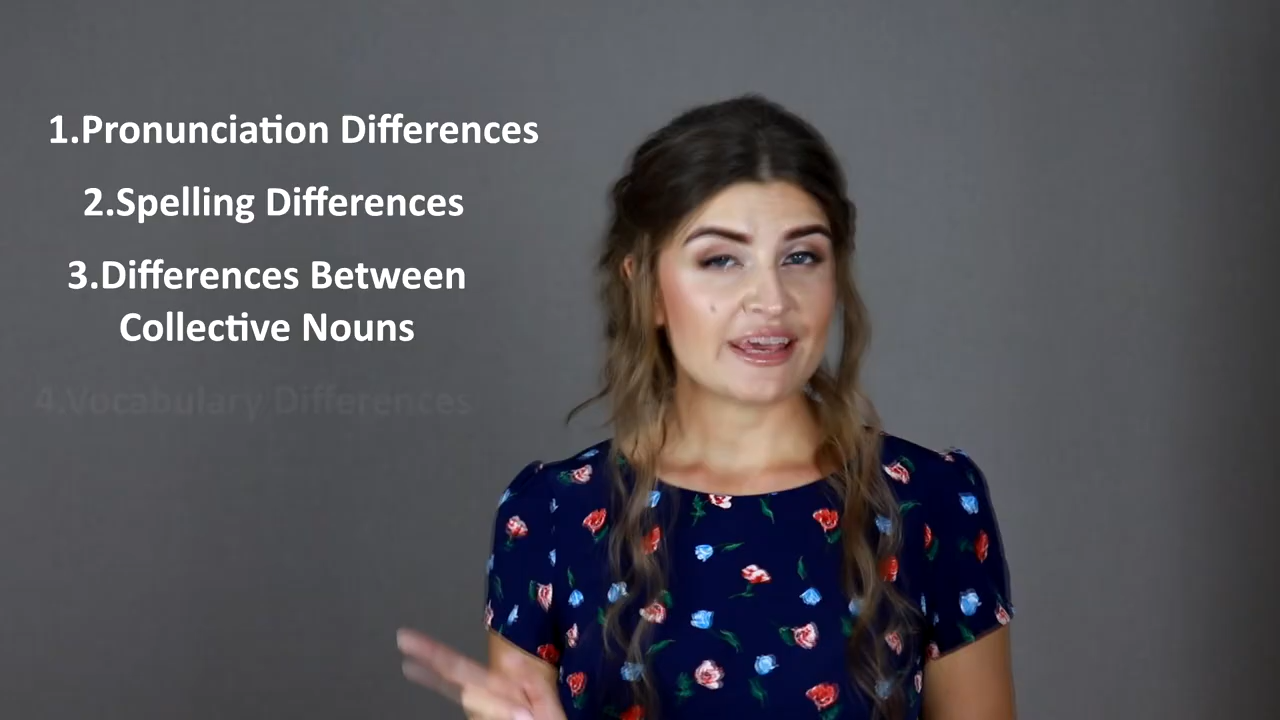 1.Pronunciation Differences
2.Spelling Differences
3.Differences Between
Collective Nouns
4.Vocabulary Differences